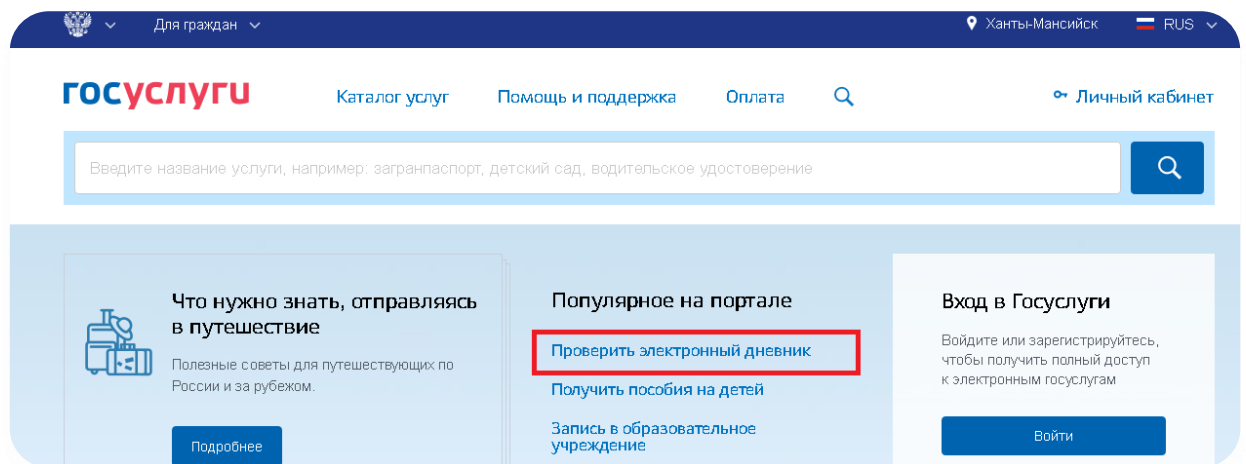 Для граждан
Ханты-Мансийск
RUS
госуслуги
Каталог услуг
Помощь и поддержка
Оплата
Личный кабинет
Введите название услуги, например: загранпаспорт, детский сад, водительское удостоверение
Что нужно знать, отправляясь
в путешествие
Полезные советы для путешествующих по
России и за рубежом.
Подробнее
Популярное на портале
Проверить электронный дневник
Получить пособия на детей
Запись в образовательное
учреждение
Вход в Госуслуги
Войдите или зарегистрируйтесь,
чтобы получить полный доступ
к электронным госуслугам
Войти